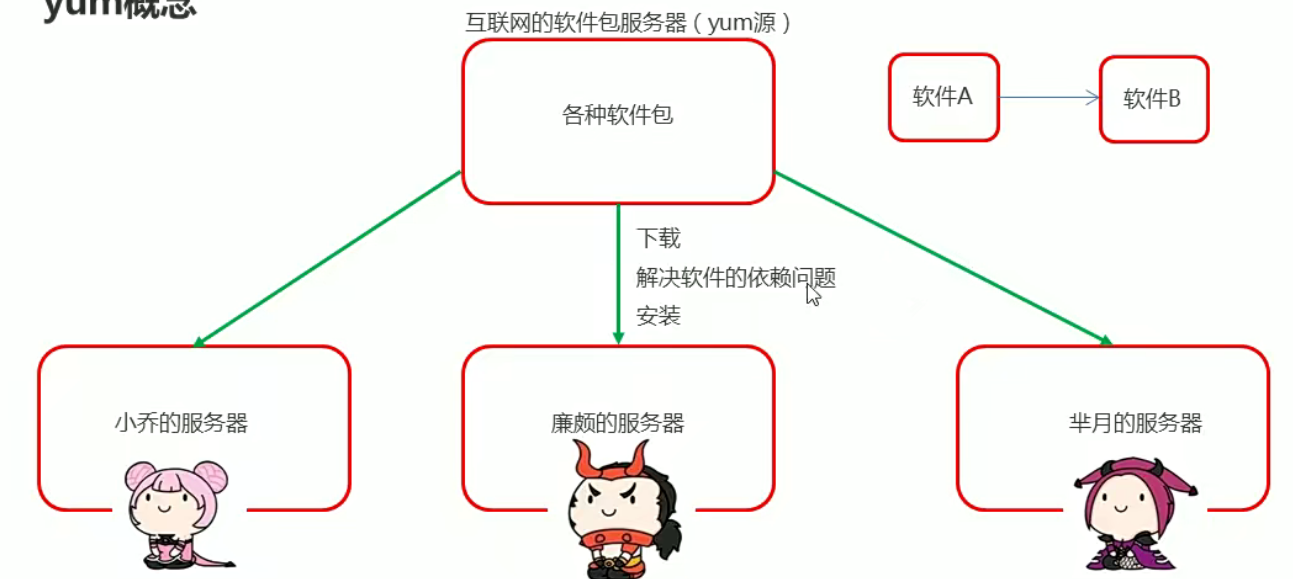 yum概念
互联网的软件包服务器（yum源）
各种软件包
软件A
软件B
下载
解决软件的依赖问题
安装
小乔的服务器
廉颇的服务器
芈月的服务器